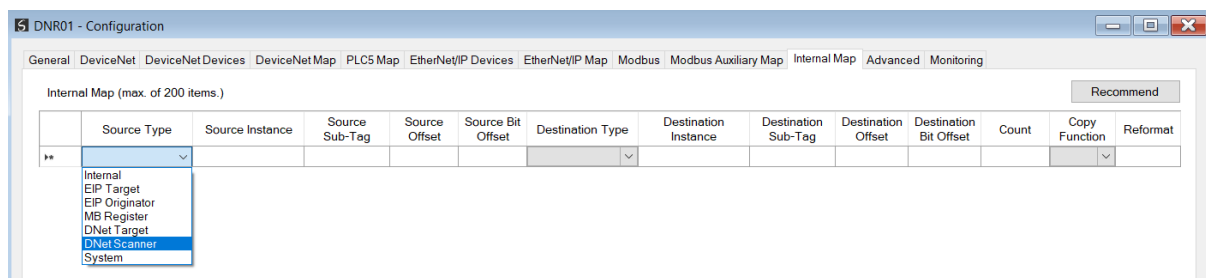 DNR01 - Configuration
General DeviceNet DeviceNet Devices DeviceNet Map PLC5 Map EtherNet/IP Devices EtherNet/IP Map Modbus Modbus Auxiliary Map Internal Map Advanced Monitoring
Internal Map (max. of 200 items.)
Recommend
Source Type Source Instance Source Sub-Tag Source Offset Source Bit Offset Destination Type Destination Instance Destination Sub-Tag Destination Offset Destination Bit Offset Count Copy Function Reformat
Internal
EIP Target
EIP Originator
MB Register
DNet Target
DNet Scanner
System